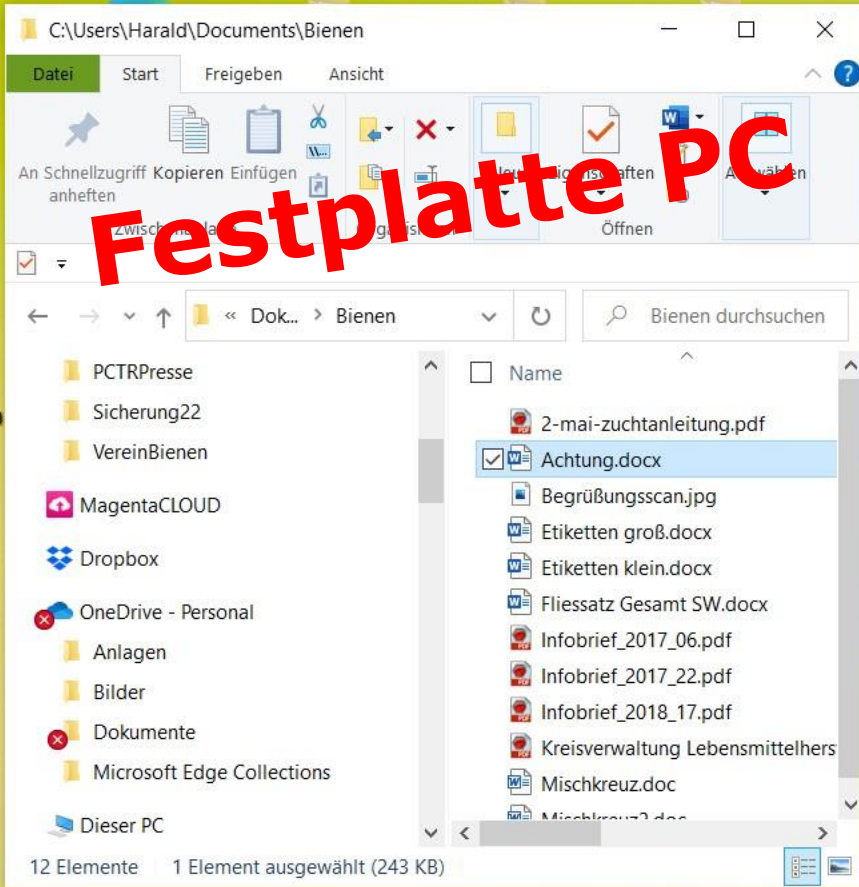 C:\Users\Harald\Documents\Bienen
Datei Start Freigeben Ansicht
An Schnellzugriff anheften
Kopieren
Einfügen
Auswählen
Öffnen
Festplatte PC
« Dok... > Bienen
Bienen durchsuchen
PCTRPresse
Sicherung22
VereinBienen
MagentaCLOUD
Dropbox
OneDrive - Personal
Anlagen
Bilder
Dokumente
Microsoft Edge Collections
Dieser PC
Name
2-mai-zuchtanleitung.pdf
Achtung.docx
Begrüßungsscan.jpg
Etiketten groß.docx
Etiketten klein.docx
Fliessatz Gesamt SW.docx
Infobrief_2017_06.pdf
Infobrief_2017_22.pdf
Infobrief_2018_17.pdf
Kreisverwaltung Lebensmittelhers
Mischkreuz.doc
Mischkreuz2.doc
12 Elemente 1 Element ausgewählt (243 KB)